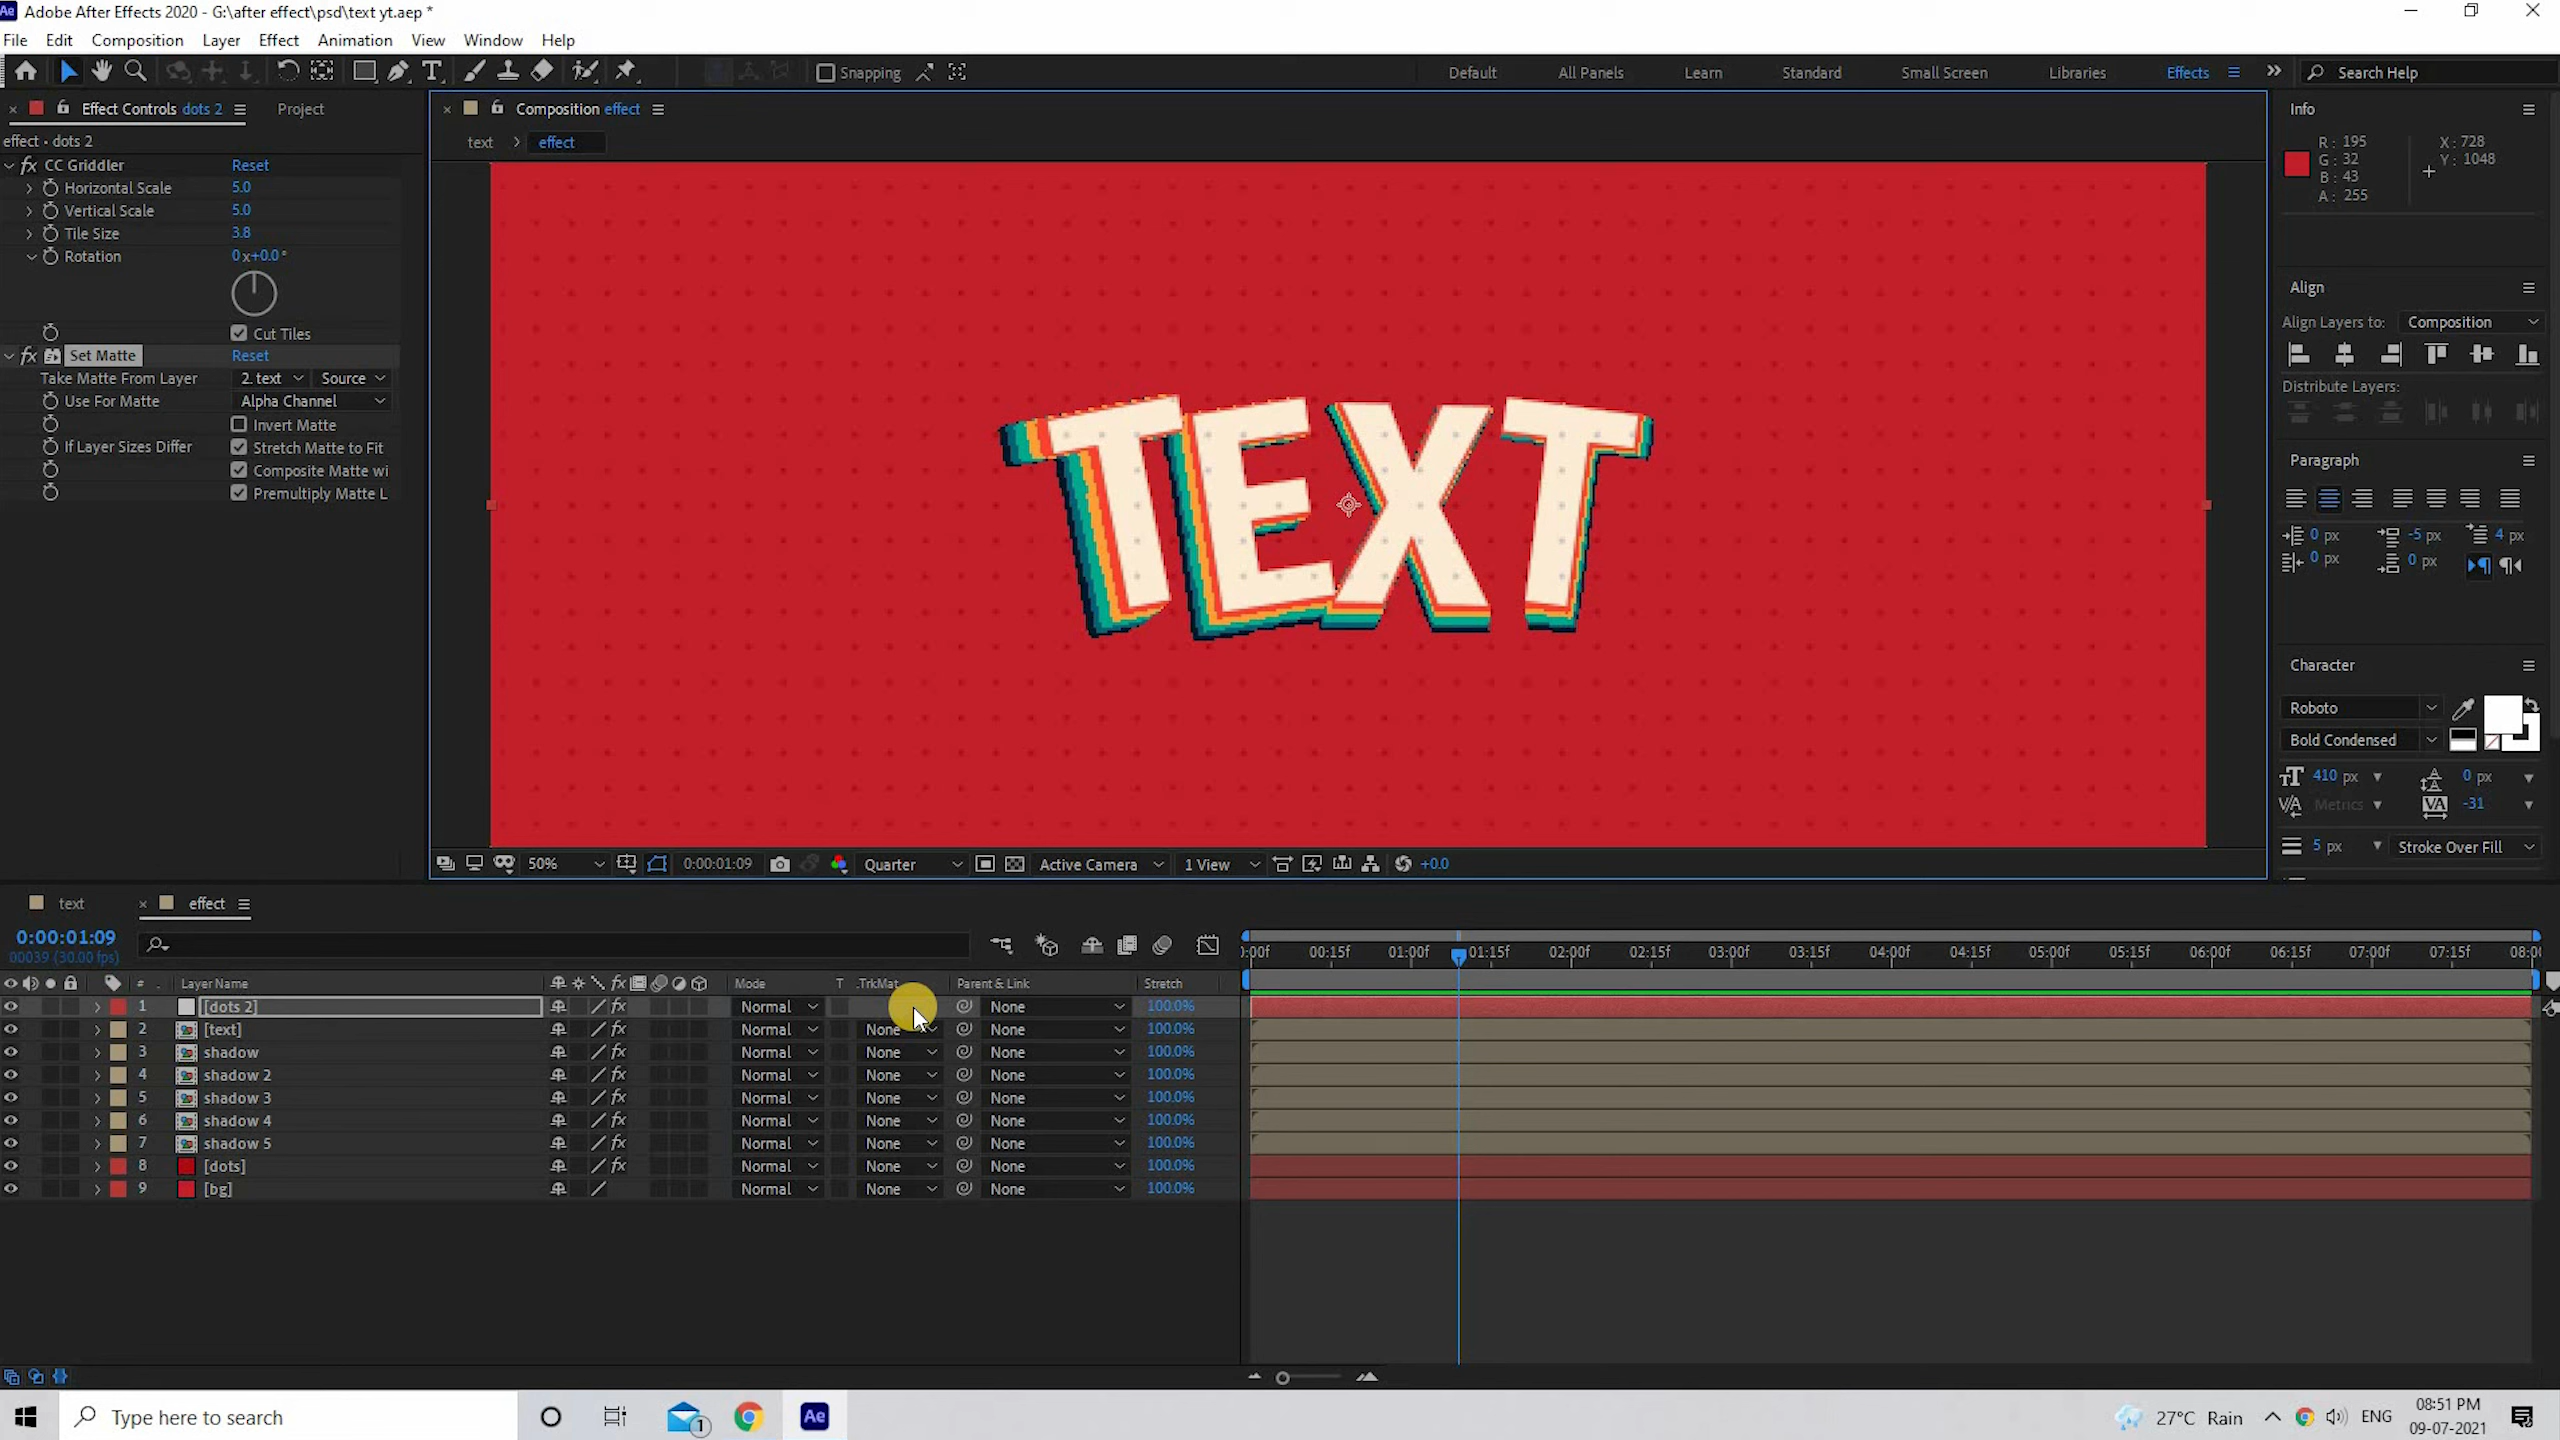 Adobe After Effects 2020 - G:\after effect\psd\text yt.aep *
File Edit Composition Layer Effect Animation View Window Help
Snapping
Default All Panels Learn Standard Small Screen Libraries Effects Search Help
Effect Controls dots 2 Project
effect • dots 2
fx CC Griddler Reset
Horizontal Scale 5.0
Vertical Scale 5.0
Tile Size 3.8
Rotation 0x+0.0°
Cut Tiles
fx Set Matte Reset
Take Matte From Layer 2. text Source
Use For Matte Alpha Channel
Invert Matte
If Layer Sizes Differ Stretch Matte to Fit
Composite Matte wi
Premultiply Matte L
Composition effect
text effect
TEXT
50% 0:00:01:09 Quarter Active Camera 1 View +0.0
Info
R : 195
G : 32
B : 43
A : 255
X : 728
Y : 1048
Align
Align Layers to: Composition
Distribute Layers:
Paragraph
0 px -5 px 4 px
0 px 0 px
Character
Roboto
Bold Condensed
410 px 0 px
Metrics -31
5 px Stroke Over Fill
text effect
0:00:01:09
00039 (30.00 fps)
:00f 00:15f 01:00f 01:15f 02:00f 02:15f 03:00f 03:15f 04:00f 04:15f 05:00f 05:15f 06:00f 06:15f 07:00f 07:15f 08:0
# Layer Name fx Mode T .TrkMat Parent & Link Stretch
1 [dots 2] fx Normal None 100.0%
2 [text] fx Normal None None 100.0%
3 shadow fx Normal None None 100.0%
4 shadow 2 fx Normal None None 100.0%
5 shadow 3 fx Normal None None 100.0%
6 shadow 4 fx Normal None None 100.0%
7 shadow 5 fx Normal None None 100.0%
8 [dots] fx Normal None None 100.0%
9 [bg] Normal None None 100.0%
Type here to search
1
Ae
27°C Rain ENG
08:51 PM
09-07-2021